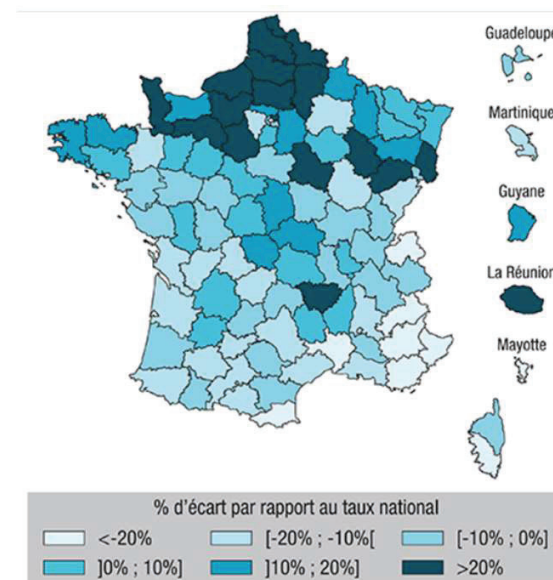 Guadeloupe
Martinique
Guyane
La Réunion
Mayotte
% d'écart par rapport au taux national
<-20% [-20% ; -10%[ [-10% ; 0%]
]0% ; 10%] ]10% ; 20%] >20%